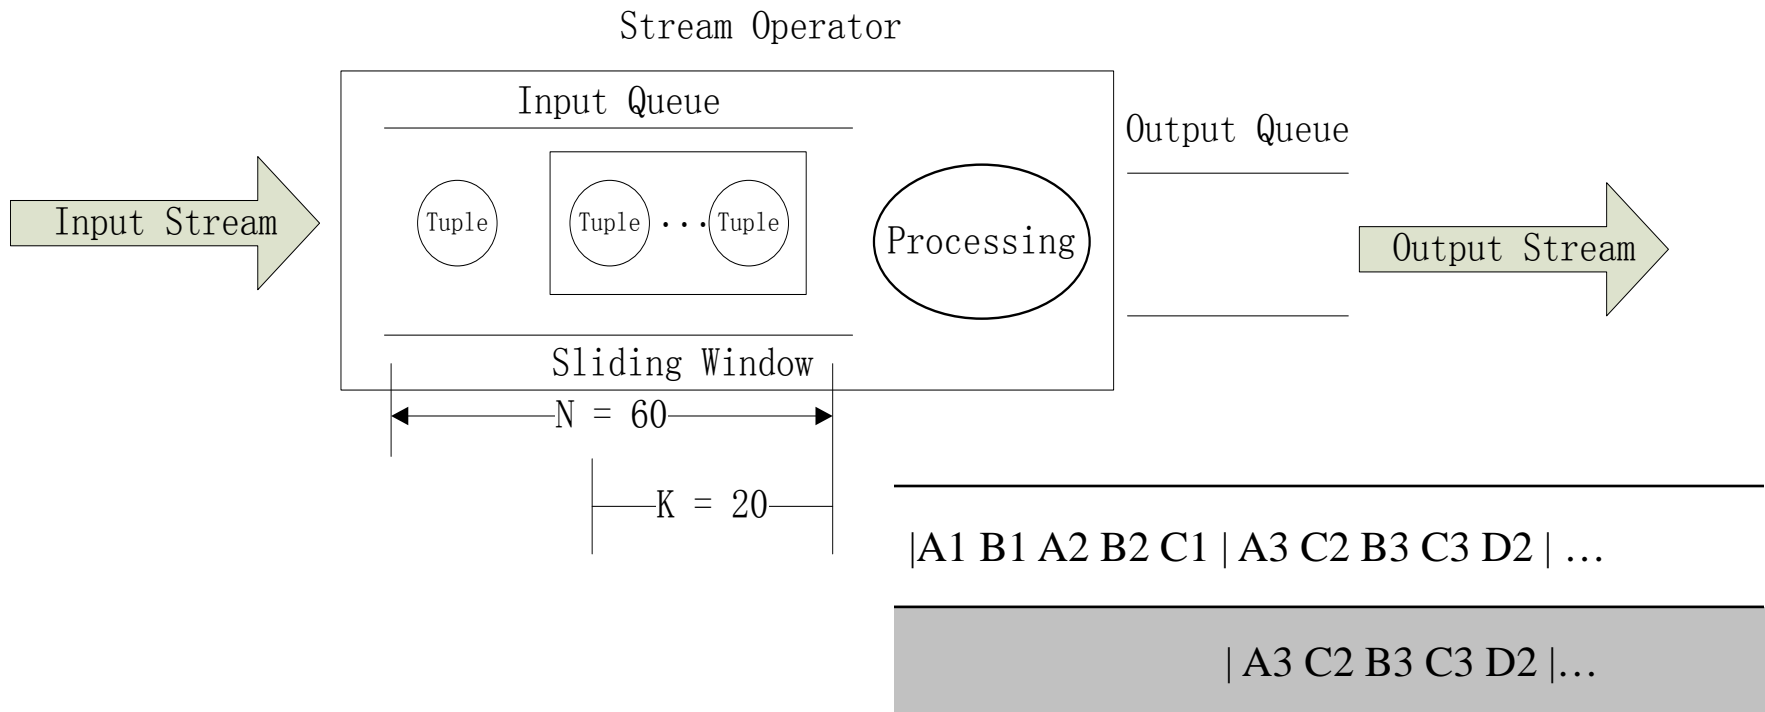 Stream Operator
Input Queue
Output Queue
Input Stream
Tuple
Tuple
...
Tuple
Processing
Output Stream
Sliding Window
N = 60
K = 20
|A1 B1 A2 B2 C1 | A3 C2 B3 C3 D2 | …
| A3 C2 B3 C3 D2 |…